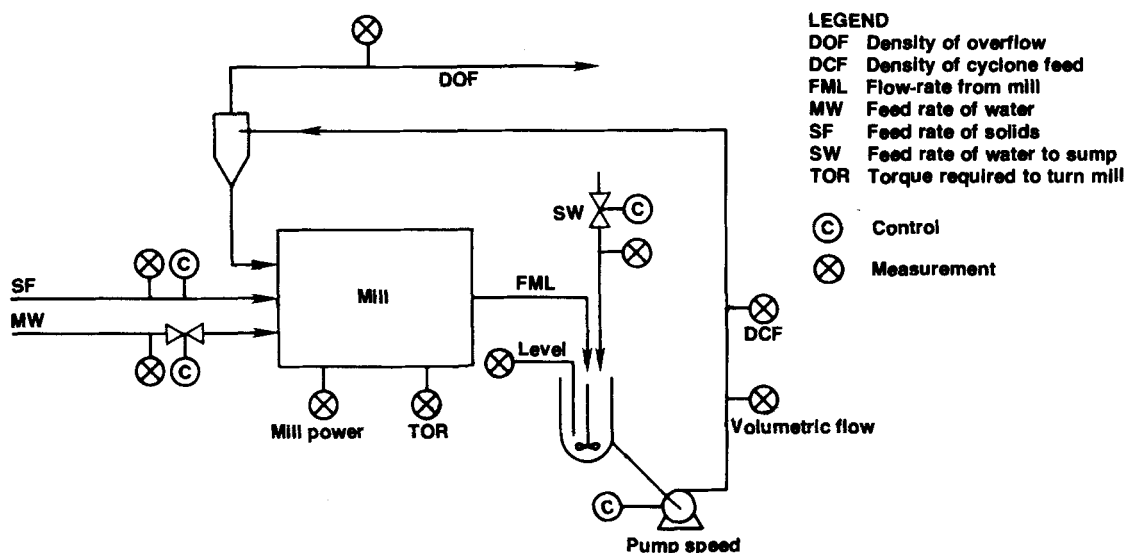 DOF
SF
MW
C
C
Mill
Mill power
TOR
FML
Level
SW
C
DCF
Volumetric flow
C
Pump speed
LEGEND
DOF Density of overflow
DCF Density of cyclone feed
FML Flow-rate from mill
MW Feed rate of water
SF Feed rate of solids
SW Feed rate of water to sump
TOR Torque required to turn mill
C Control
Measurement